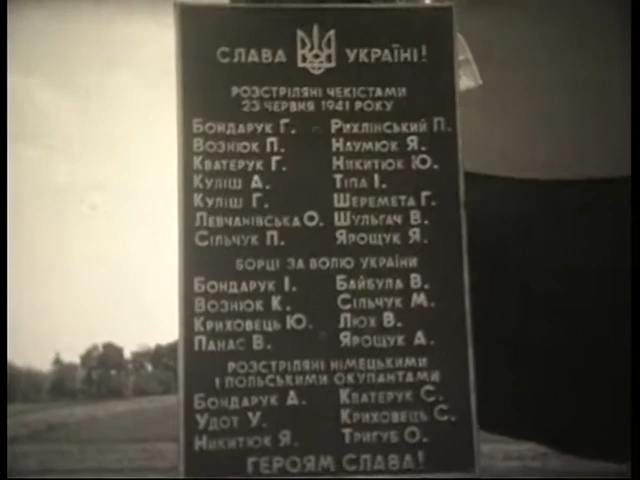 СЛАВА УКРАЇНІ!
РОЗСТРІЛЯНІ ЧЕКІСТАМИ
23 ЧЕРВНЯ 1941 РОКУ
БОНДАРУК Г. РИХЛІНСЬКИЙ П.
ВОЗНЮК П. НАУМЮК Я.
КВАТЕРУК Г. НИКИТЮК Ю.
КУЛІШ А. ТІПА І.
КУЛІШ Г. ШЕРЕМЕТА Г.
ЛЕВЧАНІВСЬКА О. ШУЛЬГАЧ В.
СІЛЬЧУК П. ЯРОЩУК Я.
БОРЦІ ЗА ВОЛЮ УКРАЇНИ
БОНДАРУК І. БАЙБУЛА В.
ВОЗНЮК К. СІЛЬЧУК М.
КРИХОВЕЦЬ Ю. ЛЮХ В.
ПАНАС В. ЯРОЩУК А.
РОЗСТРІЛЯНІ НІМЕЦЬКИМИ
І ПОЛЬСЬКИМИ ОКУПАНТАМИ
БОНДАРУК А. КВАТЕРУК С.
УДОТ У. КРИХОВЕЦЬ С.
НИКИТЮК Я. ТРИГУБ О.
ГЕРОЯМ СЛАВА!